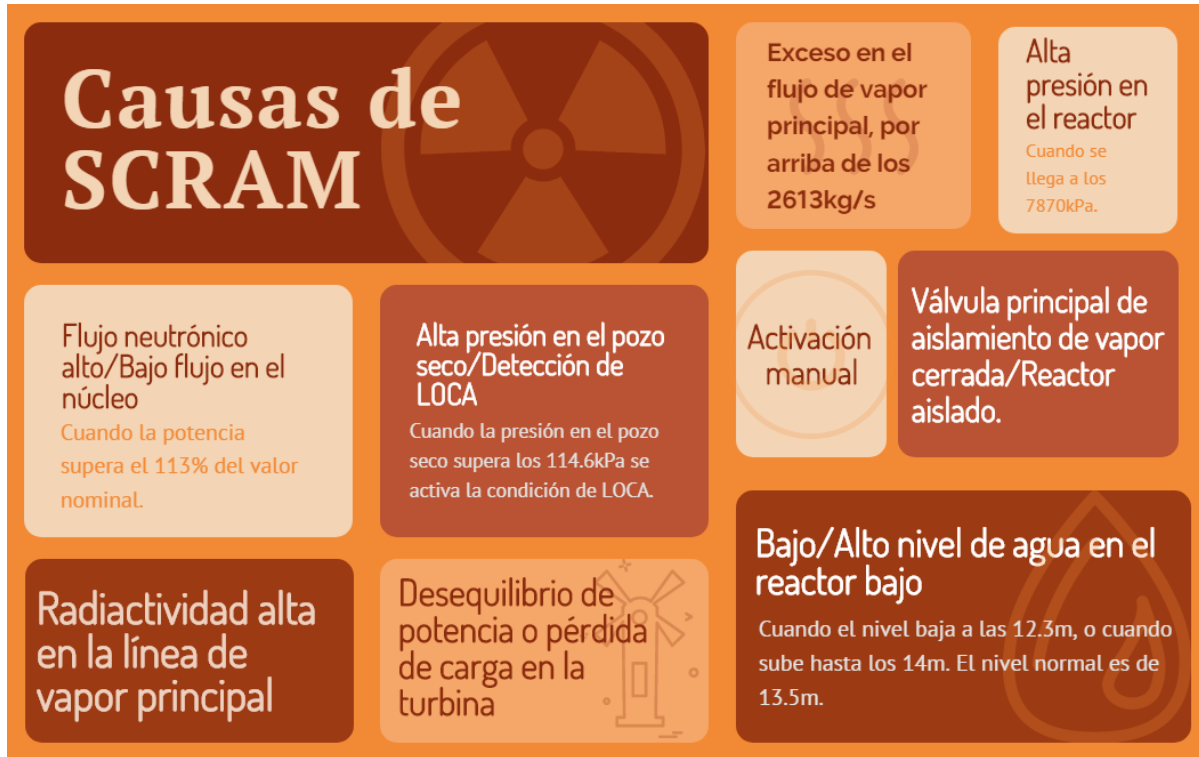 Causas de
SCRAM
Exceso en el
flujo de vapor
principal, por
arriba de los
2613kg/s
Alta
presión en
el reactor
Cuando se
llega a los
7870kPa.
Flujo neutrónico
alto/Bajo flujo en el
núcleo
Cuando la potencia
supera el 113% del valor
nominal.
Alta presión en el pozo
seco/Detección de
LOCA
Cuando la presión en el pozo
seco supera los 114.6kPa se
activa la condición de LOCA.
Activación
manual
Válvula principal de
aislamiento de vapor
cerrada/Reactor
aislado.
Radiactividad alta
en la línea de
vapor principal
Desequilibrio de
potencia o pérdida
de carga en la
turbina
Bajo/Alto nivel de agua en el
reactor bajo
Cuando el nivel baja a las 12.3m, o cuando
sube hasta los 14m. El nivel normal es de
13.5m.